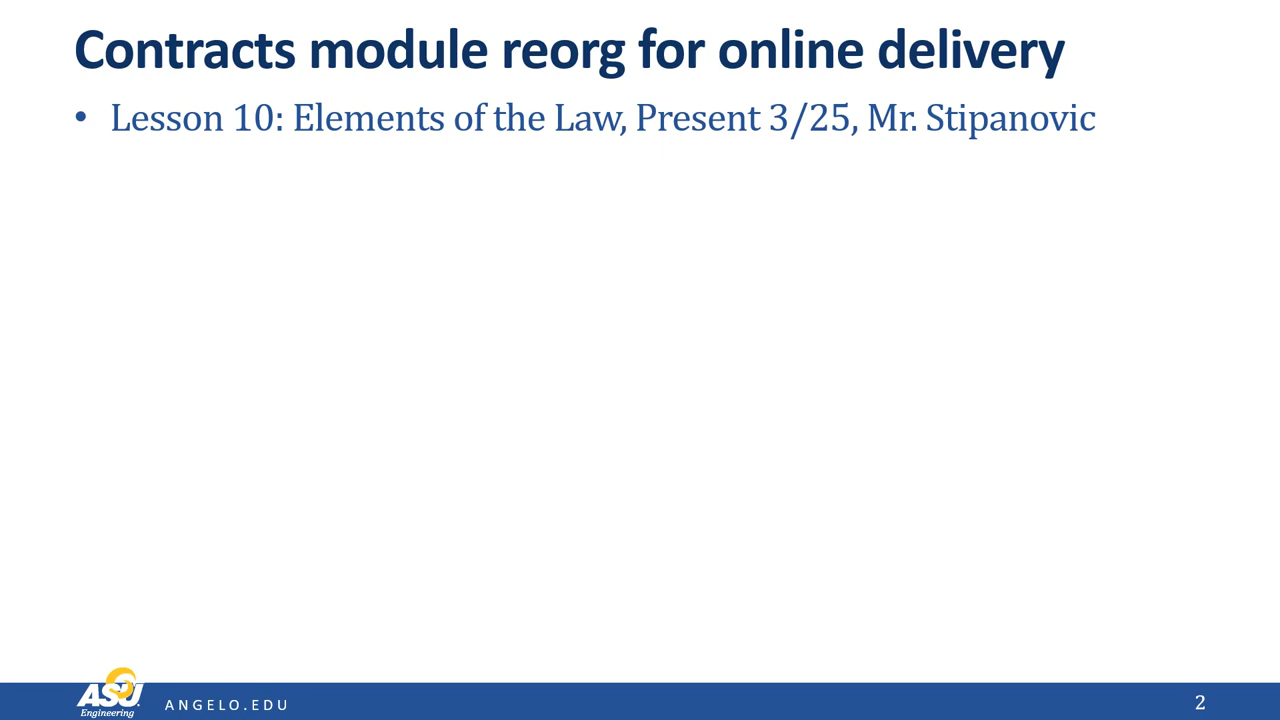 Contracts module reorg for online delivery
• Lesson 10: Elements of the Law, Present 3/25, Mr. Stipanovic
ASU
Engineering
ANGELO.EDU
2